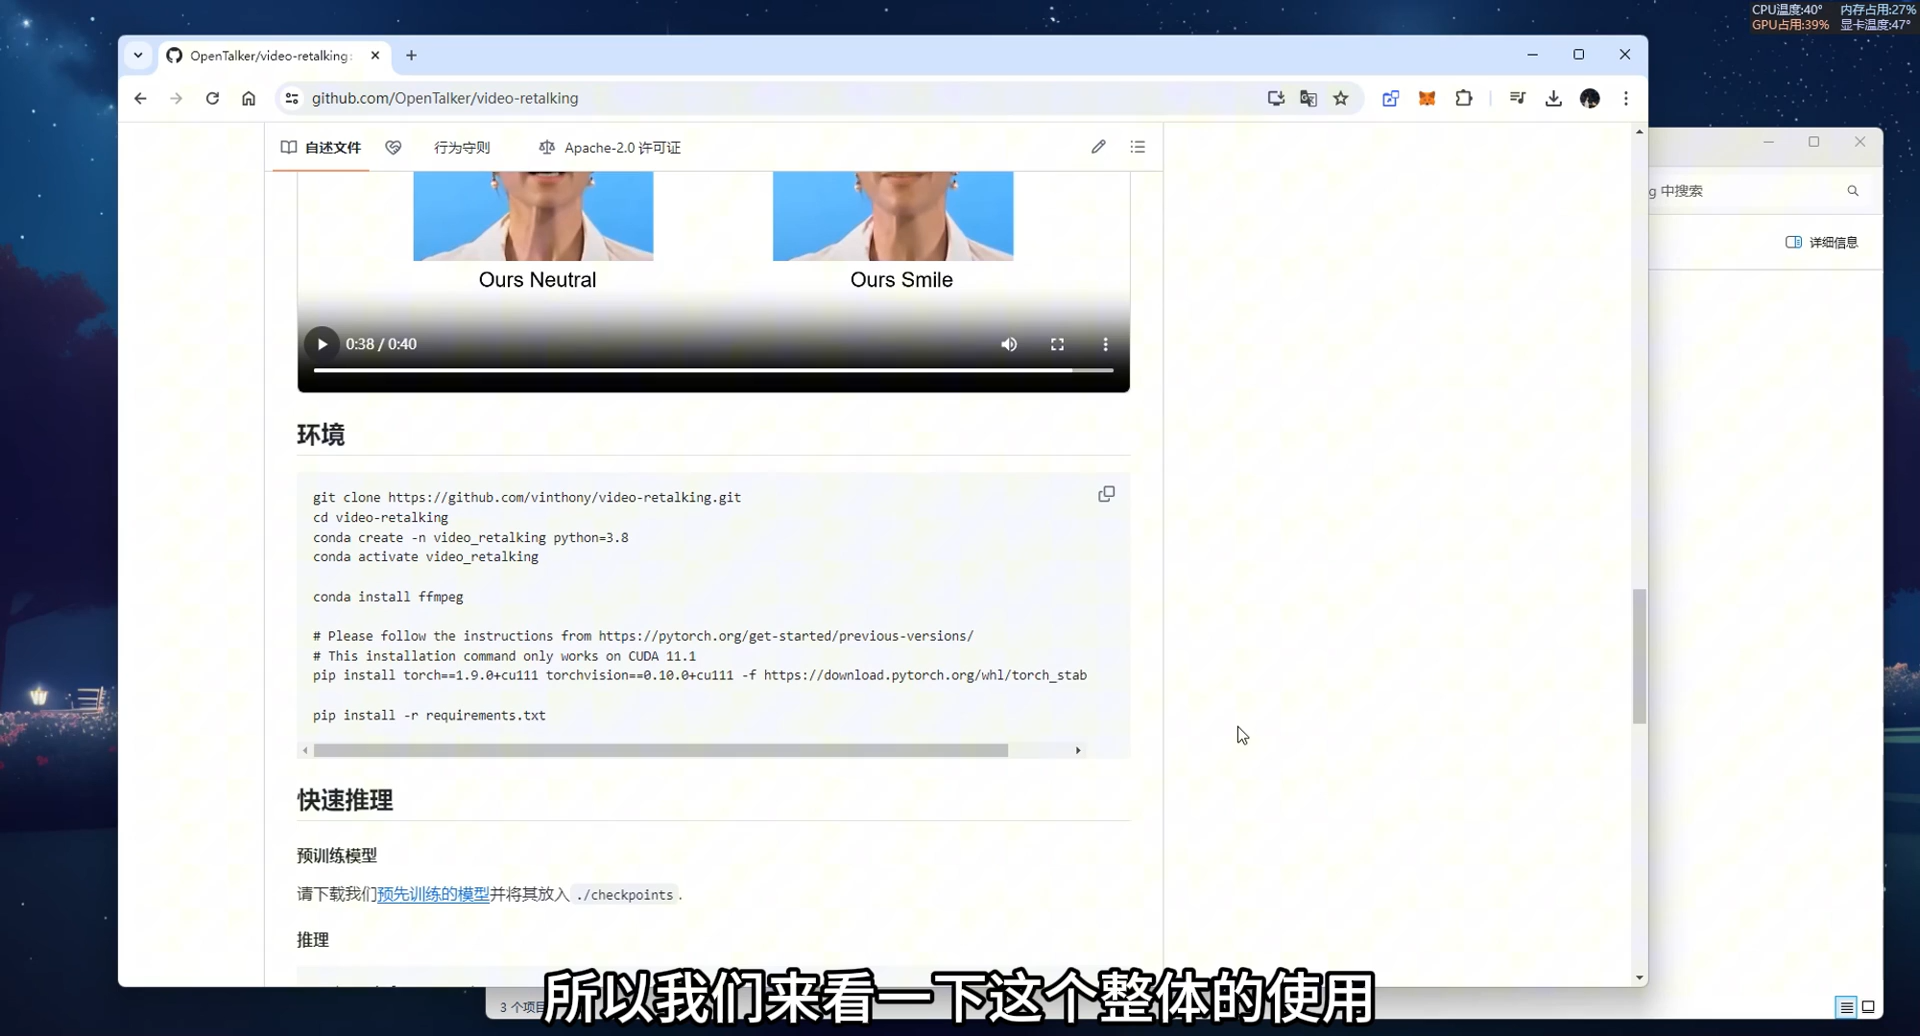 CPU温度:40° 内存占用:27%
GPU占用:39% 显卡温度:47°
OpenTalker/video-retalking:
github.com/OpenTalker/video-retalking
自述文件 行为守则 Apache-2.0 许可证
g 中搜索
详细信息
Ours Neutral Ours Smile
0:38 / 0:40
环境
git clone https://github.com/vinthony/video-retalking.git
cd video-retalking
conda create -n video_retalking python=3.8
conda activate video_retalking
conda install ffmpeg
# Please follow the instructions from https://pytorch.org/get-started/previous-versions/
# This installation command only works on CUDA 11.1
pip install torch==1.9.0+cu111 torchvision==0.10.0+cu111 -f https://download.pytorch.org/whl/torch_stab
pip install -r requirements.txt
快速推理
预训练模型
请下载我们预先训练的模型并将其放入 ./checkpoints .
推理
3 个项目
所以我们来看一下这个整体的使用